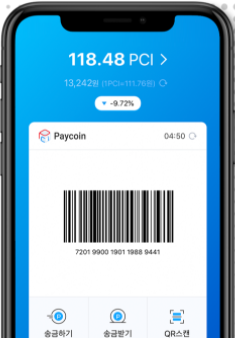 118.48 PCI >
13,242원 (1PCI=111.76원)
▼ -9.72%
Paycoin 04:50
7201 9900 1901 1988 9441
송금하기 송금받기 QR스캔